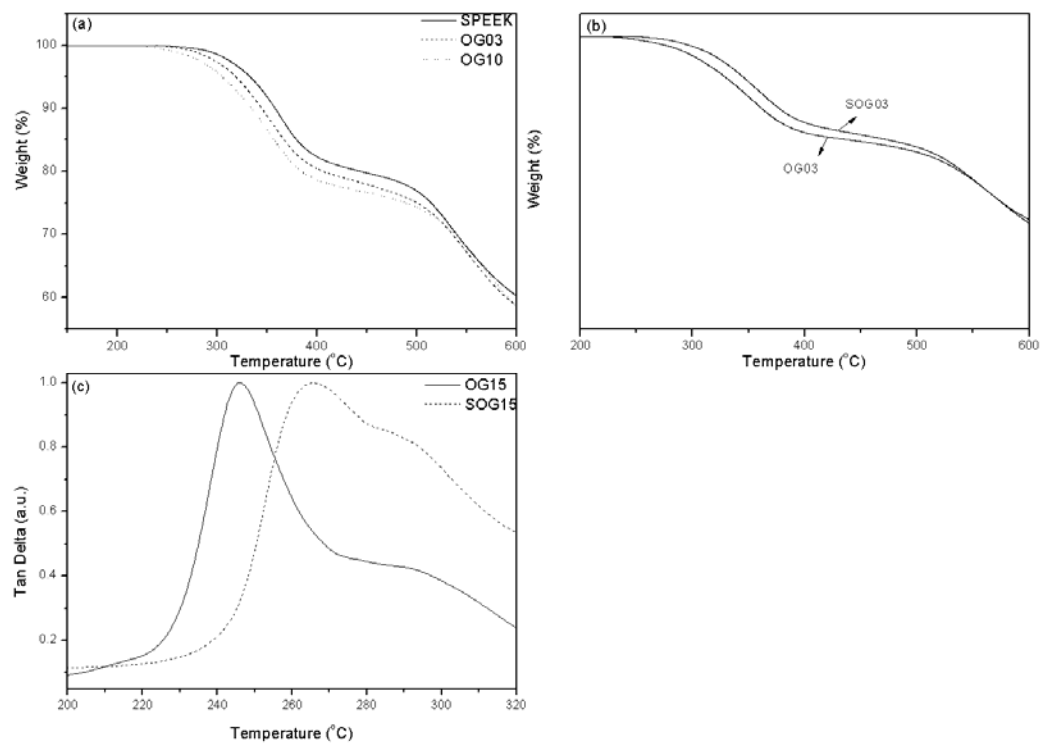 (a)
SPEEK
OG03
OG10
100
90
80
70
60
Weight (%)
200
300
400
500
600
Temperature (°C)
(b)
SOG03
OG03
Weight (%)
200
300
400
500
600
Temperature (°C)
(c)
OG15
SOG15
1.0
0.8
0.6
0.4
0.2
Tan Delta (a.u.)
200
220
240
260
280
300
320
Temperature (°C)